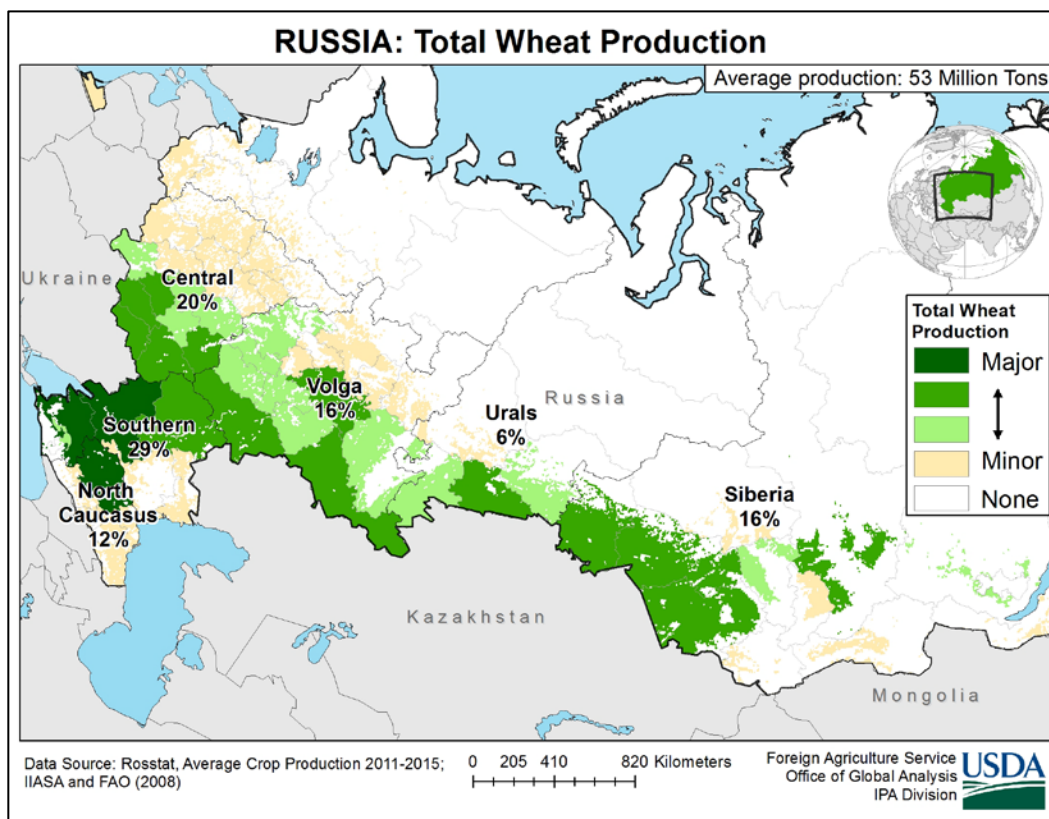 RUSSIA: Total Wheat Production
Average production: 53 Million Tons
Ukraine
Central
20%
Volga
16%
Southern
29%
North
Caucasus
12%
Urals
6%
Russia
Siberia
16%
Kazakhstan
Mongolia
Total Wheat
Production
Major
Minor
None
Data Source: Rosstat, Average Crop Production 2011-2015;
IIASA and FAO (2008)
0 205 410 820 Kilometers
Foreign Agriculture Service
Office of Global Analysis
IPA Division
USDA